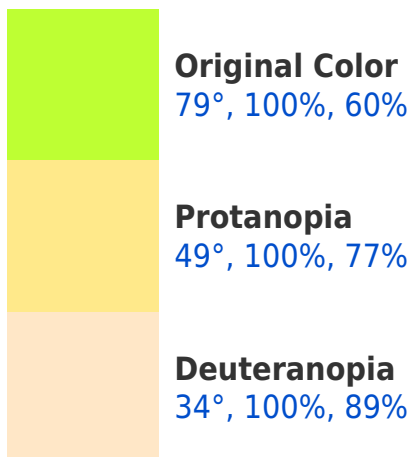 Original Color
79°, 100%, 60%
Protanopia
49°, 100%, 77%
Deuteranopia
34°, 100%, 89%